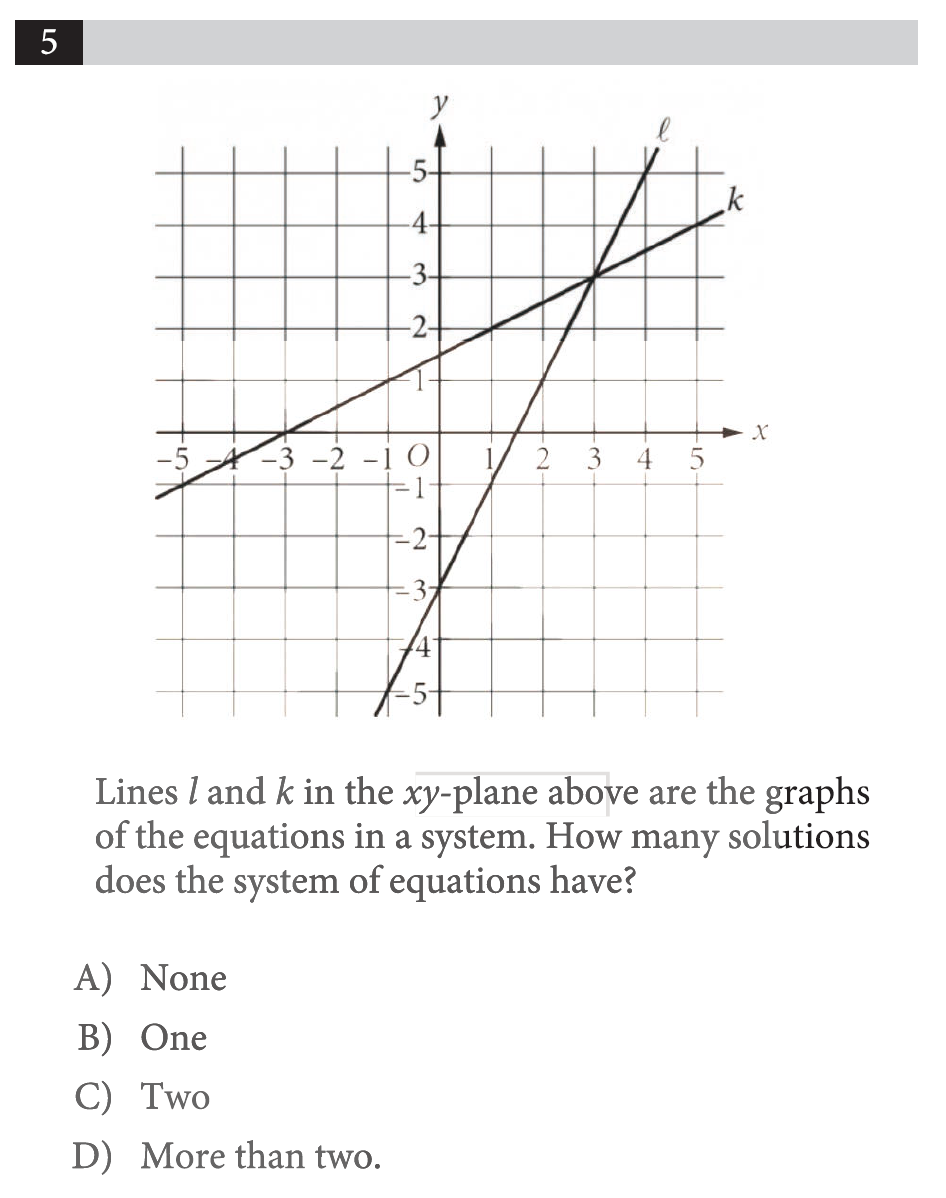 5
y
ℓ
k
5
4
3
2
1
x
–5 –4 –3 –2 –1 O 1 2 3 4 5
–1
–2
–3
–4
–5
Lines l and k in the xy-plane above are the graphs
of the equations in a system. How many solutions
does the system of equations have?
A) None
B) One
C) Two
D) More than two.